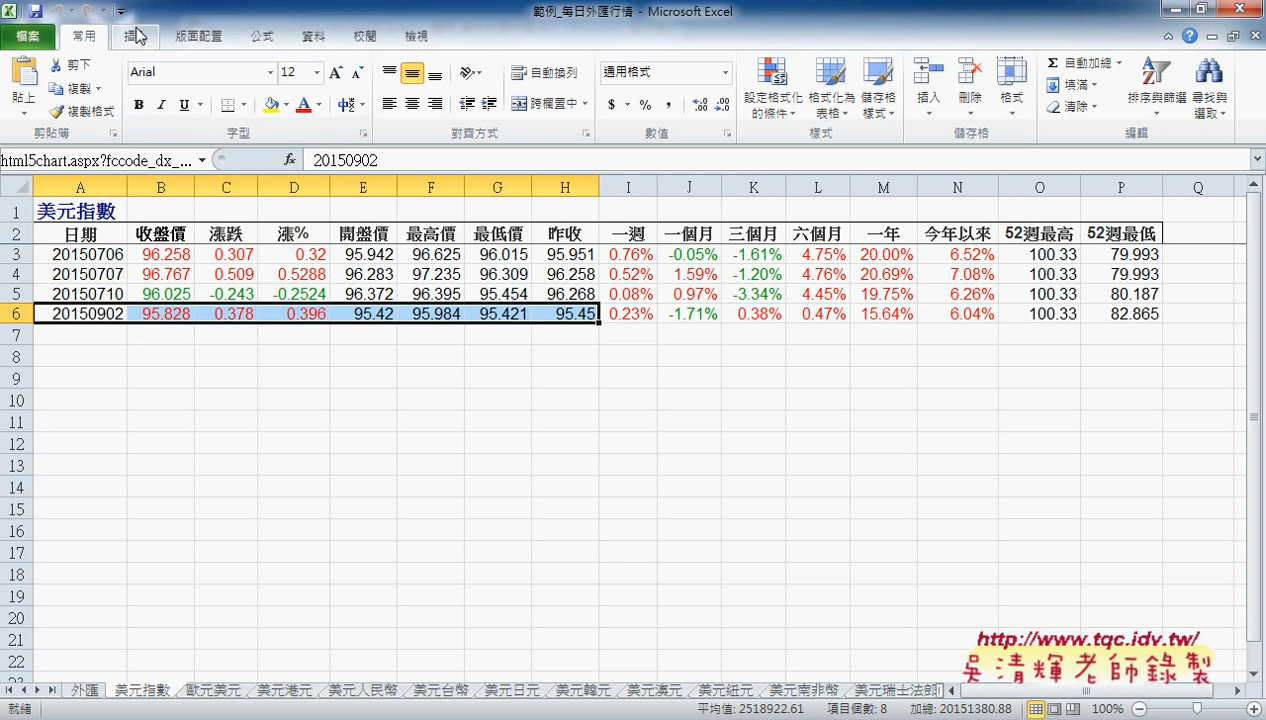 範例_每日外匯行情 - Microsoft Excel
檔案 常用 插 版面配置 公式 資料 校閱 檢視
貼上 剪下 複製 複製格式 剪貼簿
Arial 12 字型
自動換列 跨欄置中 對齊方式
通用格式 數值
設定格式化的條件 格式化為表格 儲存格樣式 樣式
插入 刪除 格式 儲存格
自動加總 填滿 清除 排序與篩選 尋找與選取 編輯
html5chart.aspx?fccode_dx_... fx 20150902
A B C D E F G H I J K L M N O P Q
1 美元指數
2 日期 收盤價 漲跌 漲% 開盤價 最高價 最低價 昨收 一週 一個月 三個月 六個月 一年 今年以來 52週最高 52週最低
3 20150706 96.258 0.307 0.32 95.942 96.625 96.015 95.951 0.76% -0.05% -1.61% 4.75% 20.00% 6.52% 100.33 79.993
4 20150707 96.767 0.509 0.5288 96.283 97.235 96.309 96.258 0.52% 1.59% -1.20% 4.76% 20.69% 7.08% 100.33 79.993
5 20150710 96.025 -0.243 -0.2524 96.372 96.395 95.454 96.268 0.08% 0.97% -3.34% 4.45% 19.75% 6.26% 100.33 80.187
6 20150902 95.828 0.378 0.396 95.42 95.984 95.421 95.45 0.23% -1.71% 0.38% 0.47% 15.64% 6.04% 100.33 82.865
7
8
9
10
11
12
13
14
15
16
17
18
19
20
21
22
http://www.tqc.idv.tw/
吳清輝老師錄製
外匯 美元指數 歐元美元 美元港元 美元人民幣 美元台幣 美元日元 美元韓元 美元澳元 美元紐元 美元南非幣 美元瑞士法郎
就緒 平均值: 2518922.61 項目個數: 8 加總: 20151380.88 100%